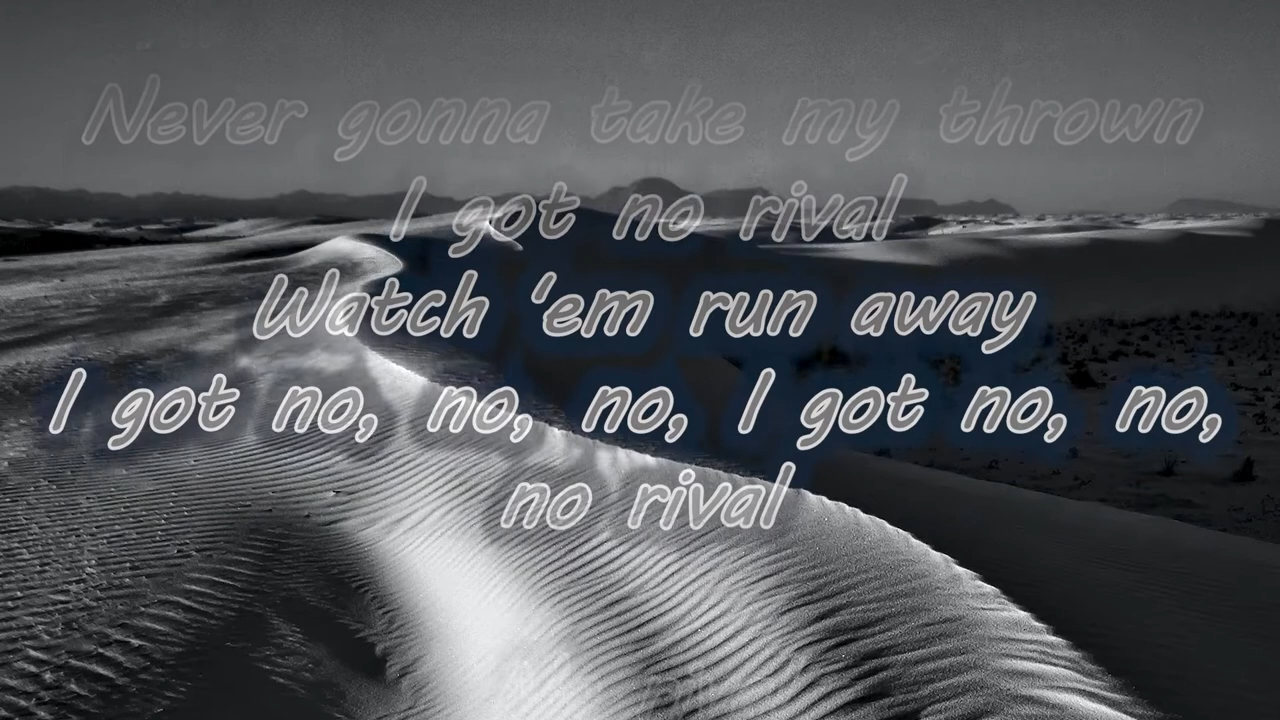 Never gonna take my thrown
I got no rival
Watch 'em run away
I got no, no, no, I got no, no,
no rival